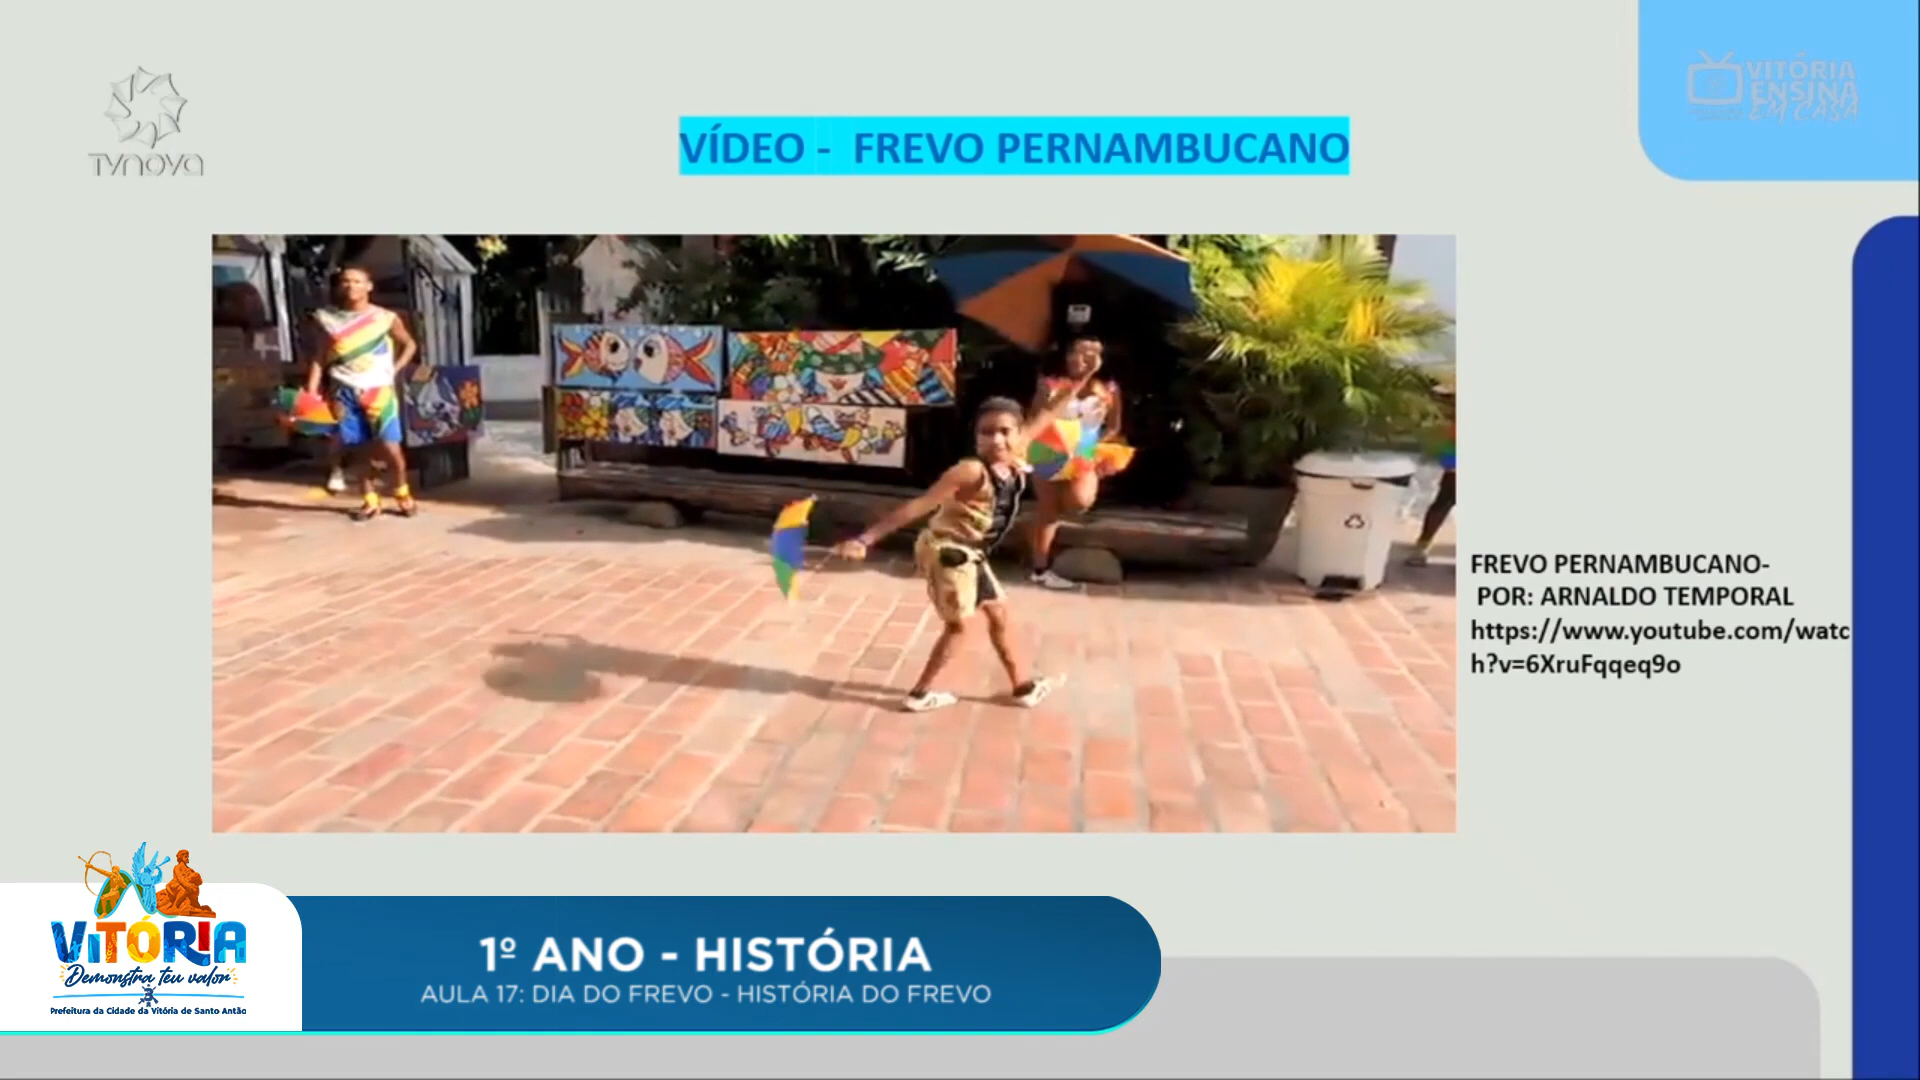 TVNOVA
VITÓRIA
ENSINA
EM CASA
VÍDEO - FREVO PERNAMBUCANO
FREVO PERNAMBUCANO-
POR: ARNALDO TEMPORAL
https://www.youtube.com/watc
h?v=6XruFqqeq9o
VITÓRIA
Demonstra teu valor
Prefeitura da Cidade da Vitória de Santo Antão
1º ANO - HISTÓRIA
AULA 17: DIA DO FREVO - HISTÓRIA DO FREVO